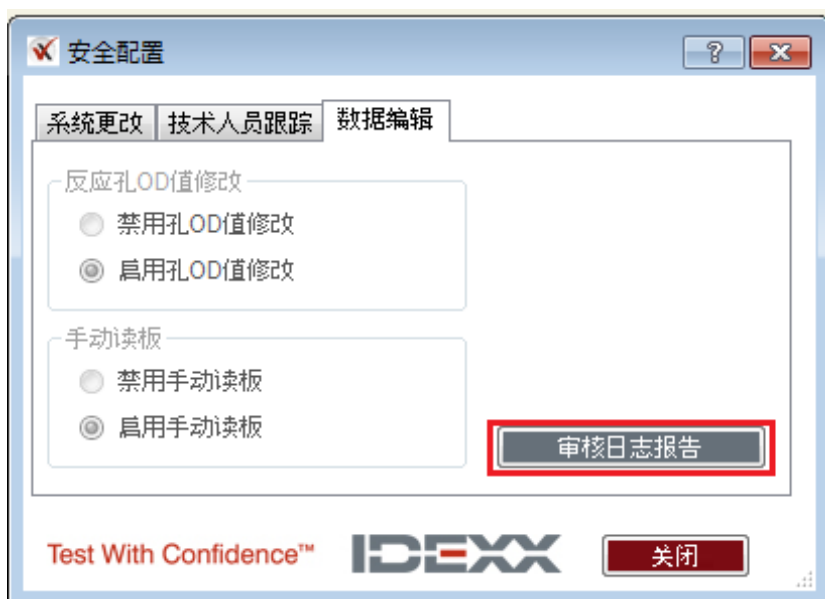 安全配置
系统更改 技术人员跟踪 数据编辑
反应孔OD值修改
禁用孔OD值修改
启用孔OD值修改
手动读板
禁用手动读板
启用手动读板
审核日志报告
Test With Confidence™ IDEXX 关闭